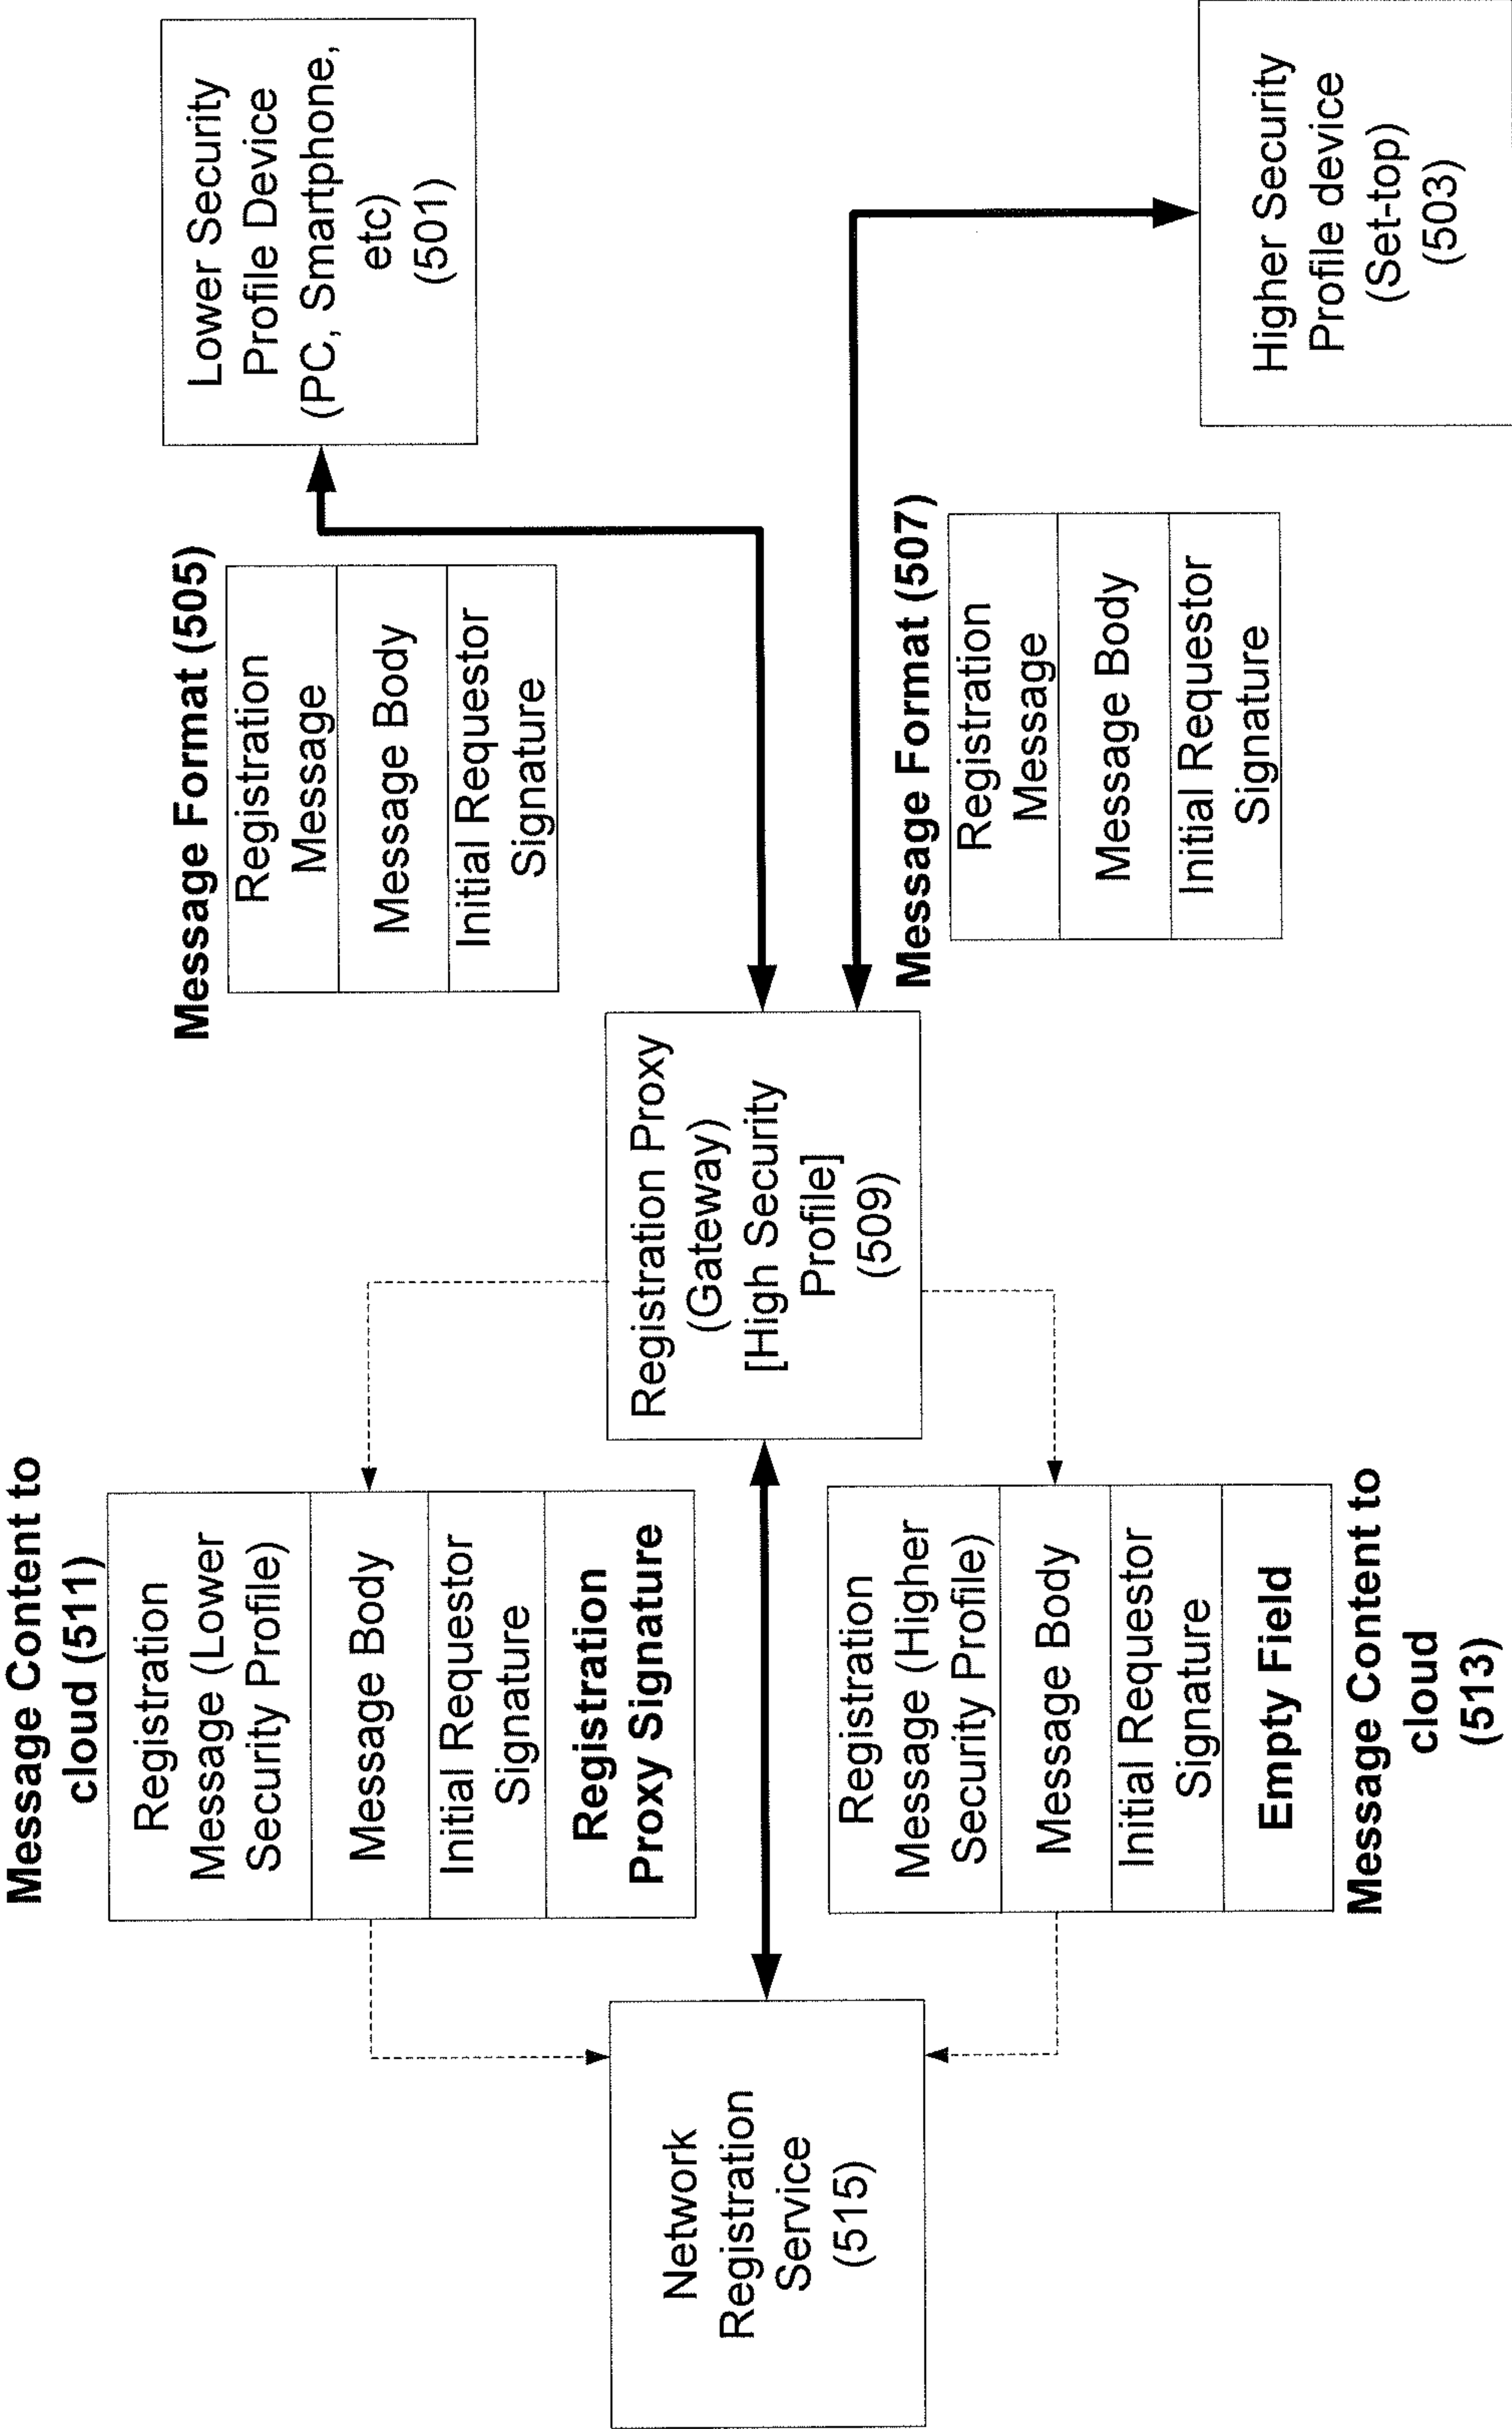 Message Content to
cloud (511)
Registration
Message (Lower
Security Profile)
Message Body
Initial Requestor
Signature
Registration
Proxy Signature
Message Format (505)
Registration
Message
Message Body
Initial Requestor
Signature
Lower Security
Profile Device
(PC, Smartphone,
etc)
(501)
Network
Registration
Service
(515)
Registration Proxy
(Gateway)
[High Security
Profile]
(509)
Registration
Message (Higher
Security Profile)
Message Body
Initial Requestor
Signature
Empty Field
Message Content to
cloud
(513)
Message Format (507)
Registration
Message
Message Body
Initial Requestor
Signature
Higher Security
Profile device
(Set-top)
(503)